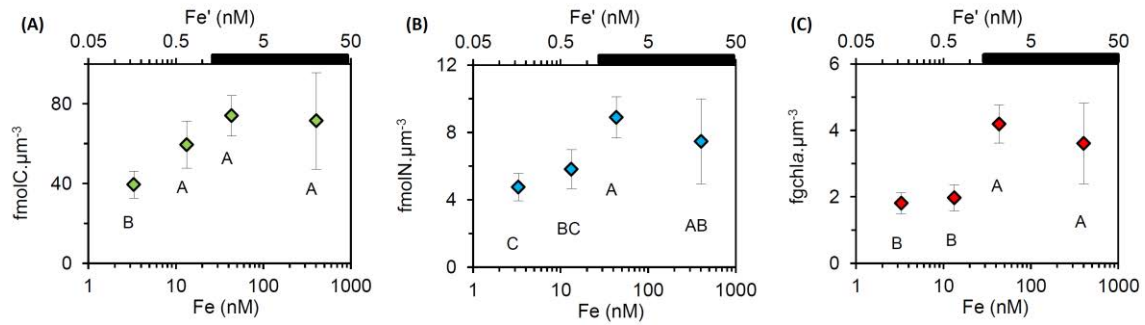 (A)
Fe' (nM)
0.05 0.5 5 50
fmolC.µm⁻³
80
40
0
B
A
A
A
1 10 100 1000
Fe (nM)
(B)
Fe' (nM)
0.05 0.5 5 50
fmolN.µm⁻³
12
8
4
0
C
BC
A
AB
1 10 100 1000
Fe (nM)
(C)
Fe' (nM)
0.05 0.5 5 50
fgchla.µm⁻³
6
4
2
0
B
B
A
A
1 10 100 1000
Fe (nM)